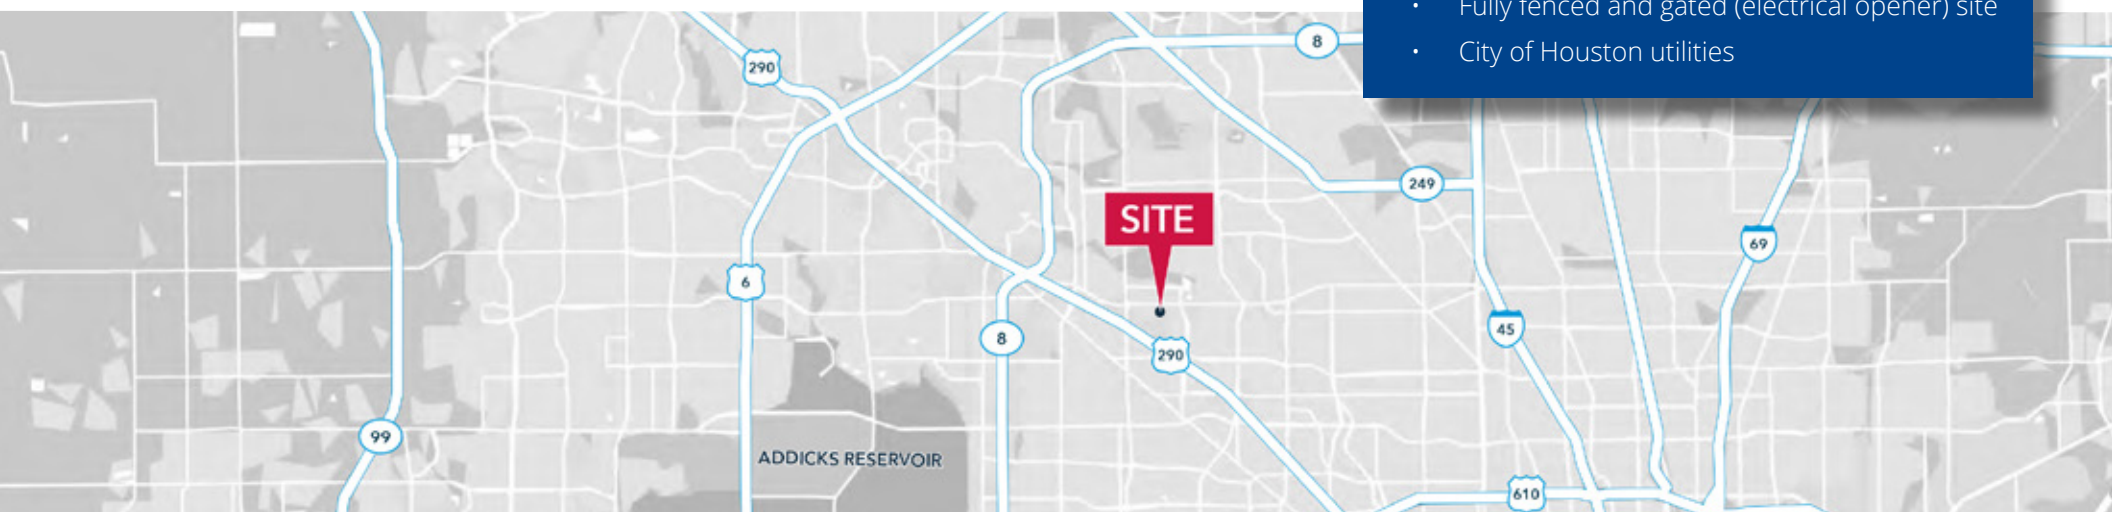 • Fully fenced and gated (electrical opener) site
• City of Houston utilities
8
290
249
SITE
69
6
45
8
290
99
ADDICKS RESERVOIR
610